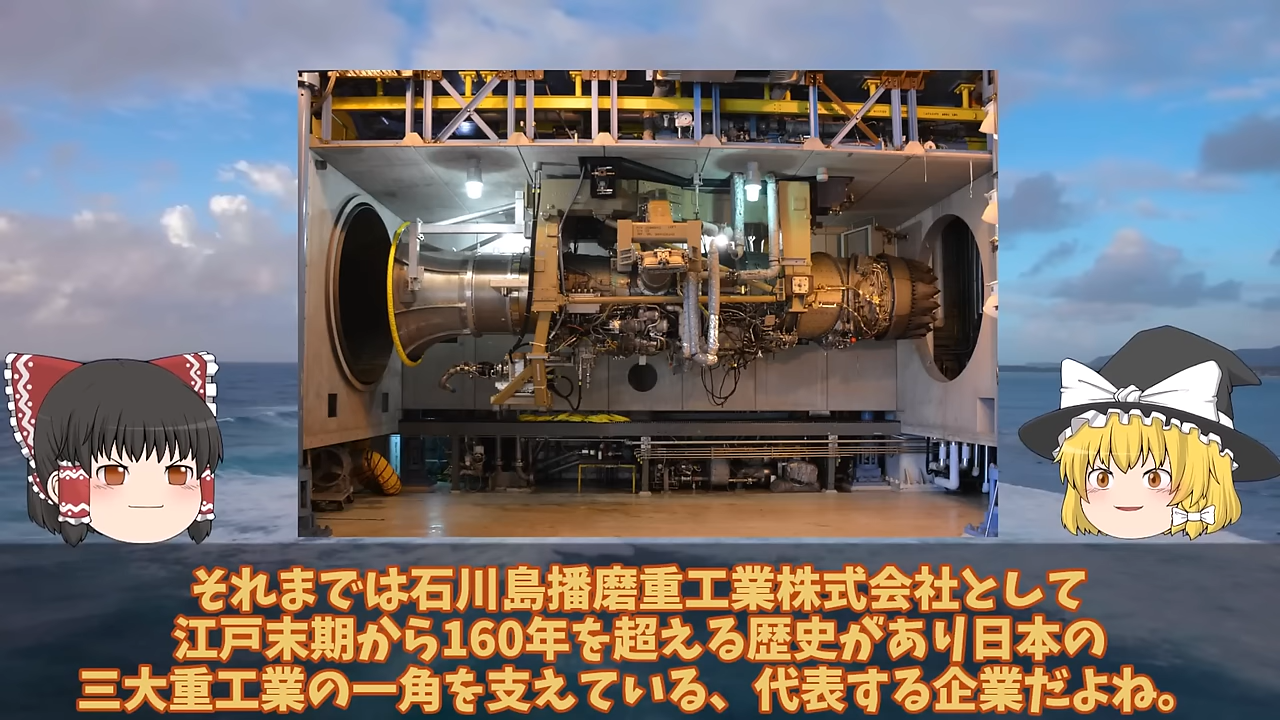 それまでは石川島播磨重工業株式会社として
江戸末期から160年を超える歴史があり日本の
三大重工業の一角を支えている、代表する企業だよね。